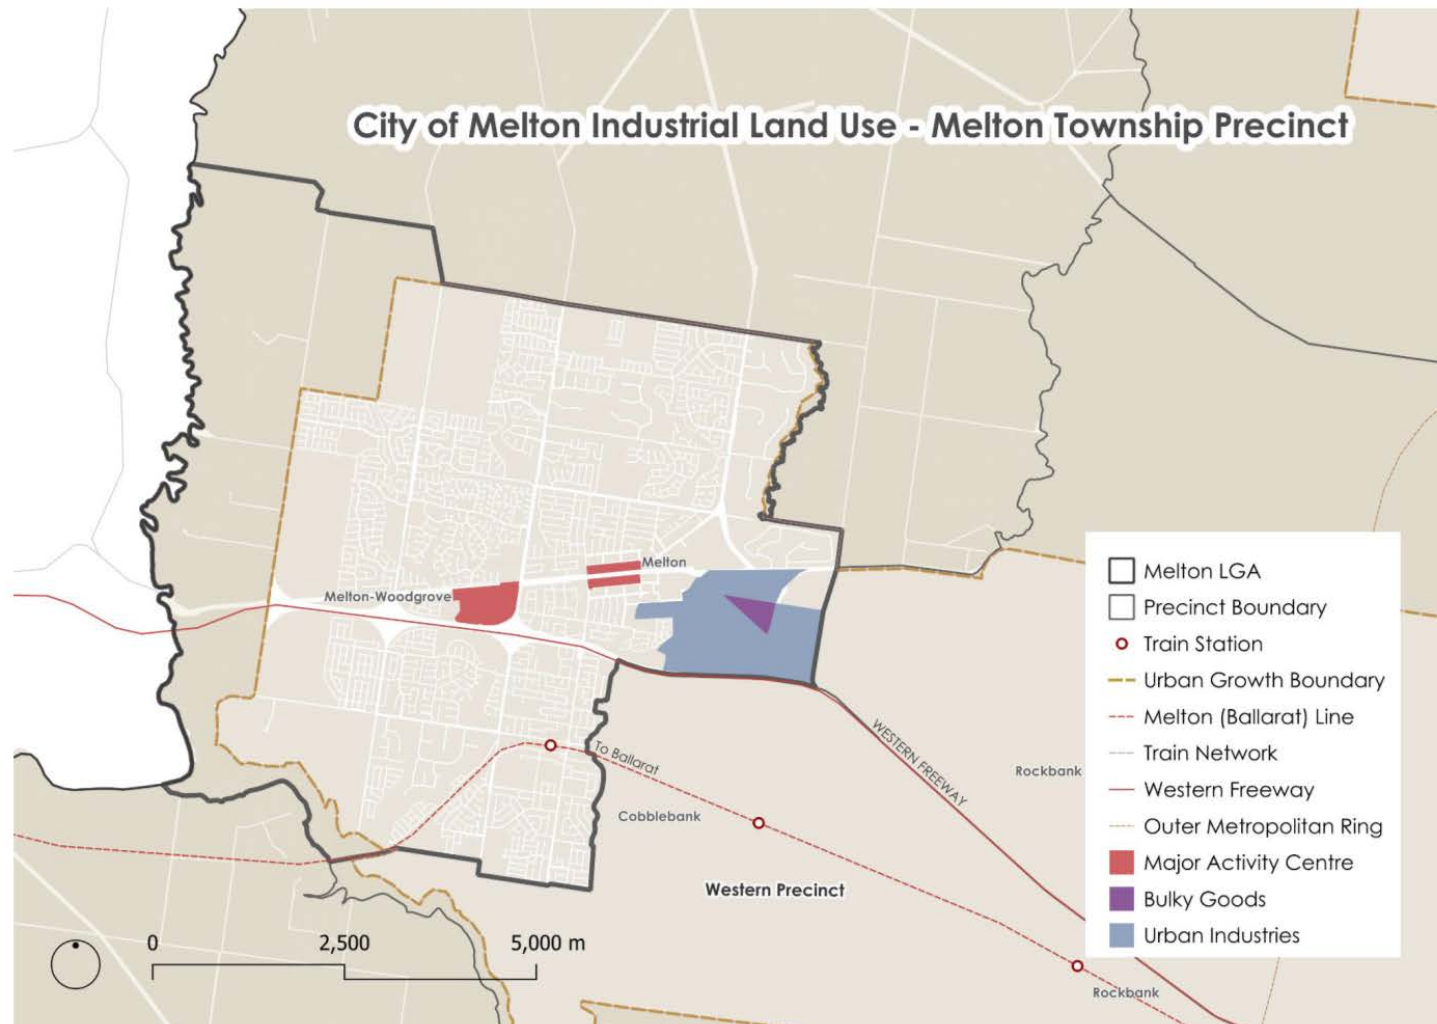 City of Melton Industrial Land Use - Melton Township Precinct
Melton
Melton-Woodgrove
To Ballarat
WESTERN FREEWAY
Rockbank
Cobblebank
Western Precinct
Rockbank
0 2,500 5,000 m
Melton LGA
Precinct Boundary
Train Station
Urban Growth Boundary
Melton (Ballarat) Line
Train Network
Western Freeway
Outer Metropolitan Ring
Major Activity Centre
Bulky Goods
Urban Industries